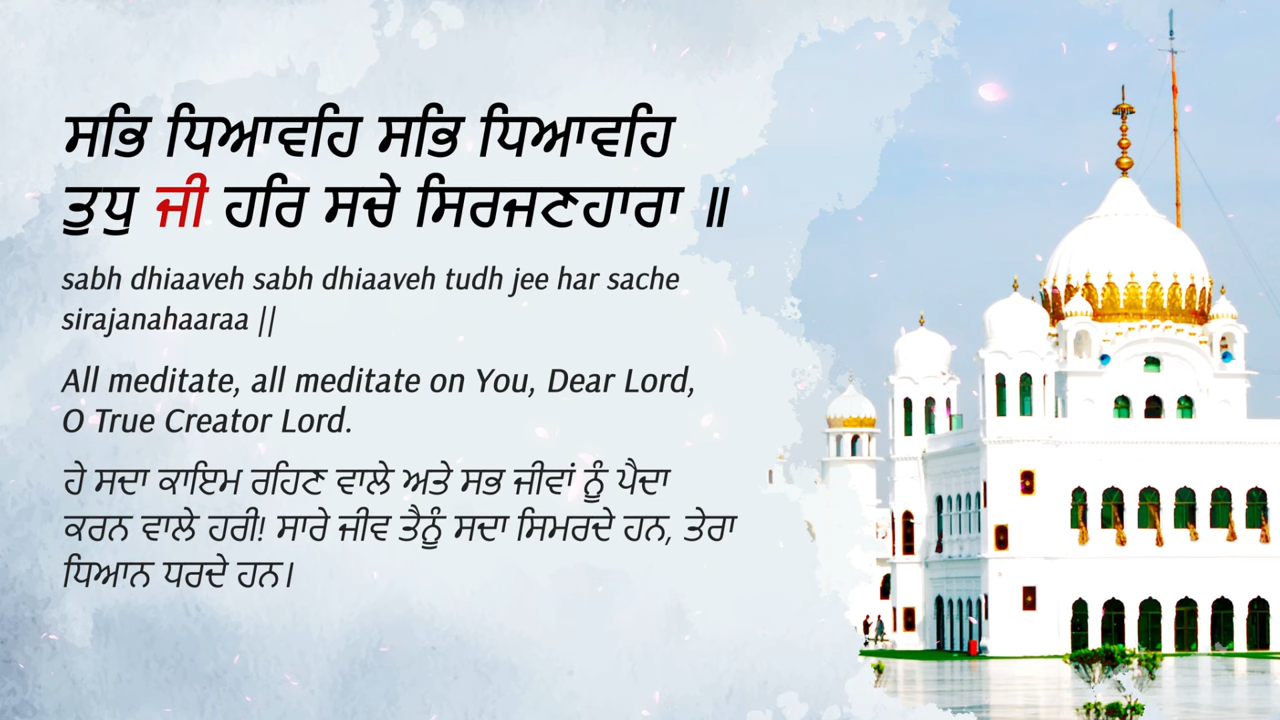 ਸਭਿ ਧਿਆਵਹਿ ਸਭਿ ਧਿਆਵਹਿ
ਤੁਧੁ ਜੀ ਹਰਿ ਸਚੇ ਸਿਰਜਣਹਾਰਾ ॥
sabh dhiaaveh sabh dhiaaveh tudh jee har sache
sirajanahaaraa ||
All meditate, all meditate on You, Dear Lord,
O True Creator Lord.
ਹੇ ਸਦਾ ਕਾਇਮ ਰਹਿਣ ਵਾਲੇ ਅਤੇ ਸਭ ਜੀਵਾਂ ਨੂੰ ਪੈਦਾ
ਕਰਨ ਵਾਲੇ ਹਰੀ! ਸਾਰੇ ਜੀਵ ਤੈਨੂੰ ਸਦਾ ਸਿਮਰਦੇ ਹਨ, ਤੇਰਾ
ਧਿਆਨ ਧਰਦੇ ਹਨ।